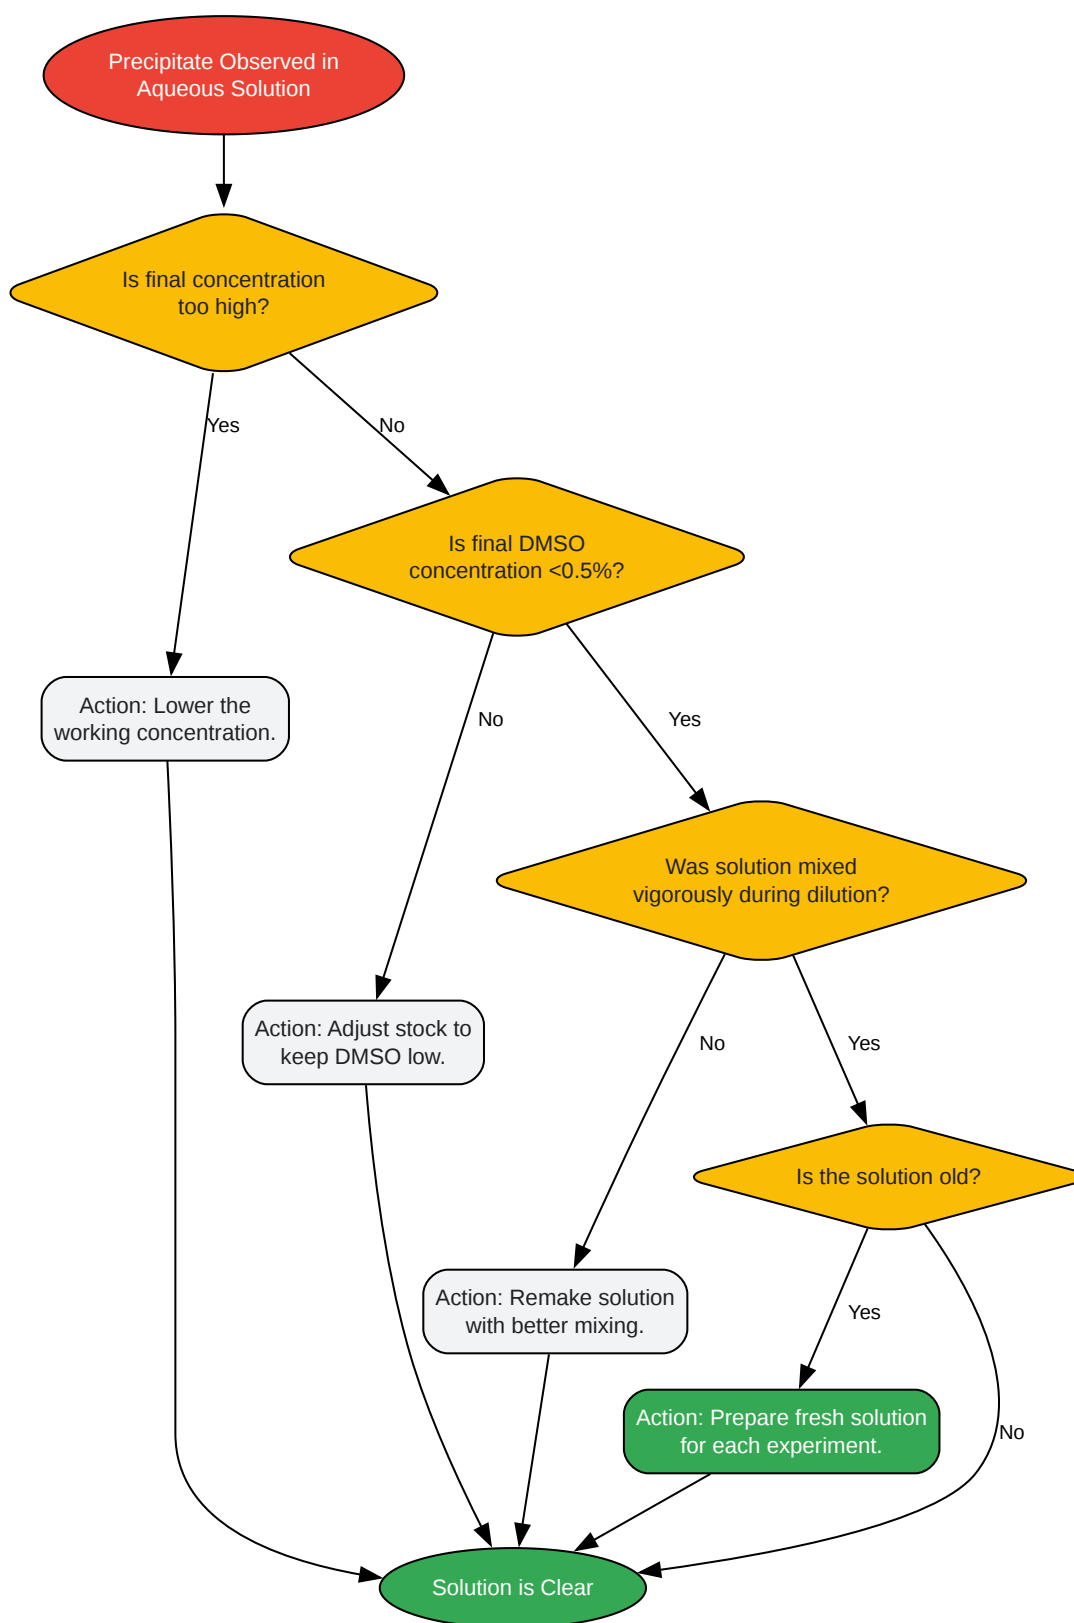 Precipitate Observed in
Aqueous Solution
Is final concentration
too high?
Yes
No
Is final DMSO
concentration <0.5%?
Action: Lower the
working concentration.
No
Yes
Was solution mixed
vigorously during dilution?
Action: Adjust stock to
keep DMSO low.
No
Yes
Is the solution old?
Action: Remake solution
with better mixing.
Yes
Action: Prepare fresh solution
for each experiment.
No
Solution is Clear